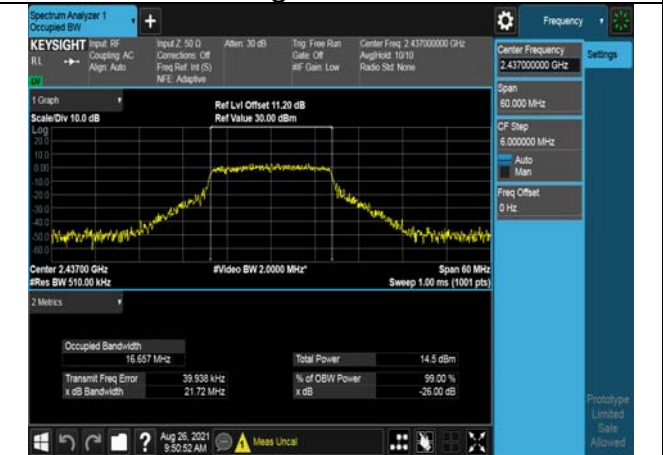 Spectrum Analyzer 1
Occupied BW
+
Frequency
KEYSIGHT
RL
Input: RF
Coupling: AC
Align: Auto
Input Z: 50 Ω
Corrections: Off
Freq Ref: Int (S)
NFE: Adaptive
Atten: 30 dB
Trig: Free Run
Gate: Off
#IF Gain: Low
Center Freq: 2.437000000 GHz
Avg|Hold: 10/10
Radio Std: None
Center Frequency
2.437000000 GHz
Settings
Span
60.000 MHz
CF Step
6.000000 MHz
Auto
Man
Freq Offset
0 Hz
1 Graph
Scale/Div 10.0 dB
Ref Lvl Offset 11.20 dB
Ref Value 30.00 dBm
Log
20.0
10.0
0.00
-10.0
-20.0
-30.0
-40.0
-50.0
-60.0
Center 2.43700 GHz
#Res BW 510.00 kHz
#Video BW 2.0000 MHz*
Span 60 MHz
Sweep 1.00 ms (1001 pts)
2 Metrics
Occupied Bandwidth
16.657 MHz
Total Power 14.5 dBm
Transmit Freq Error 39.938 kHz
% of OBW Power 99.00 %
x dB Bandwidth 21.72 MHz
x dB -26.00 dB
Prototype
Limited
Sale
Allowed
?
Aug 26, 2021
9:50:52 AM
Meas Uncal